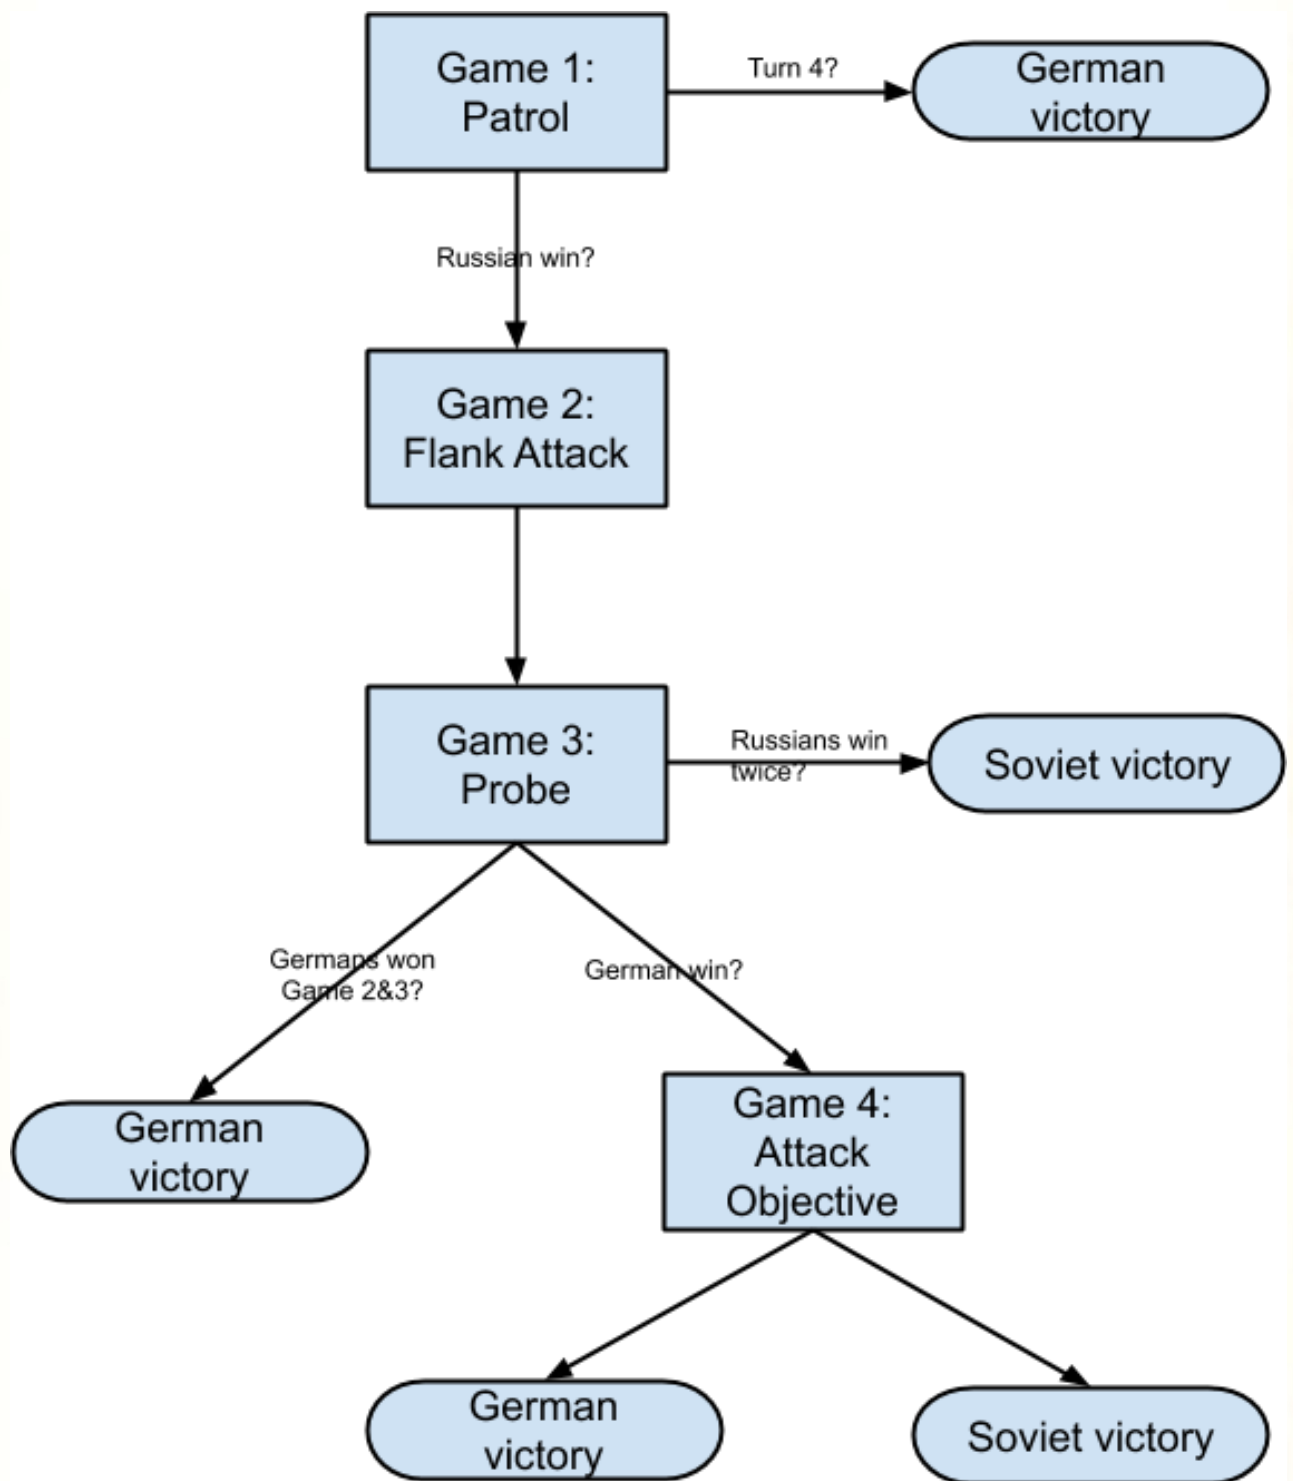 Game 1:
Patrol
Turn 4?
German
victory
Russian win?
Game 2:
Flank Attack
Game 3:
Probe
Russians win
twice?
Soviet victory
Germans won
Game 2&3?
German win?
German
victory
Game 4:
Attack
Objective
German
victory
Soviet victory